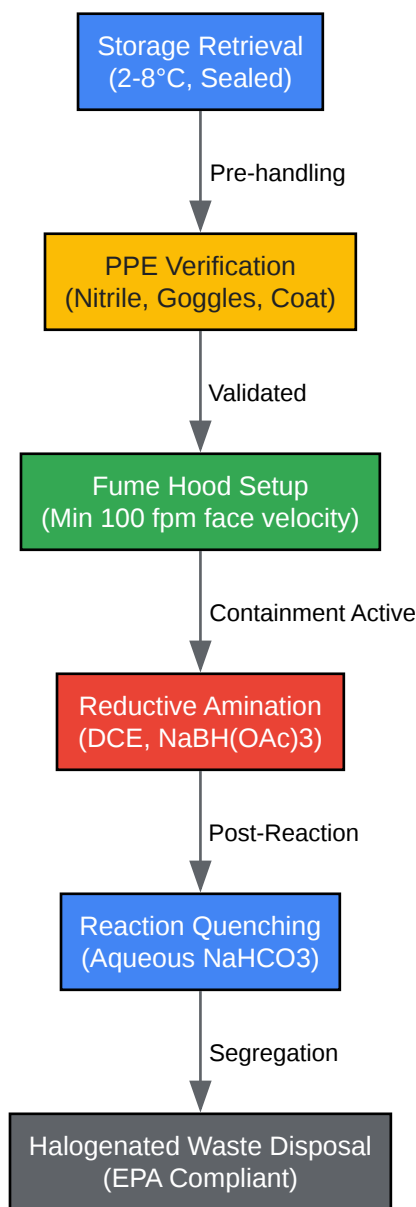 Storage Retrieval
(2-8°C, Sealed)
Pre-handling
PPE Verification
(Nitrile, Goggles, Coat)
Validated
Fume Hood Setup
(Min 100 fpm face velocity)
Containment Active
Reductive Amination
(DCE, NaBH(OAc)3)
Post-Reaction
Reaction Quenching
(Aqueous NaHCO3)
Segregation
Halogenated Waste Disposal
(EPA Compliant)